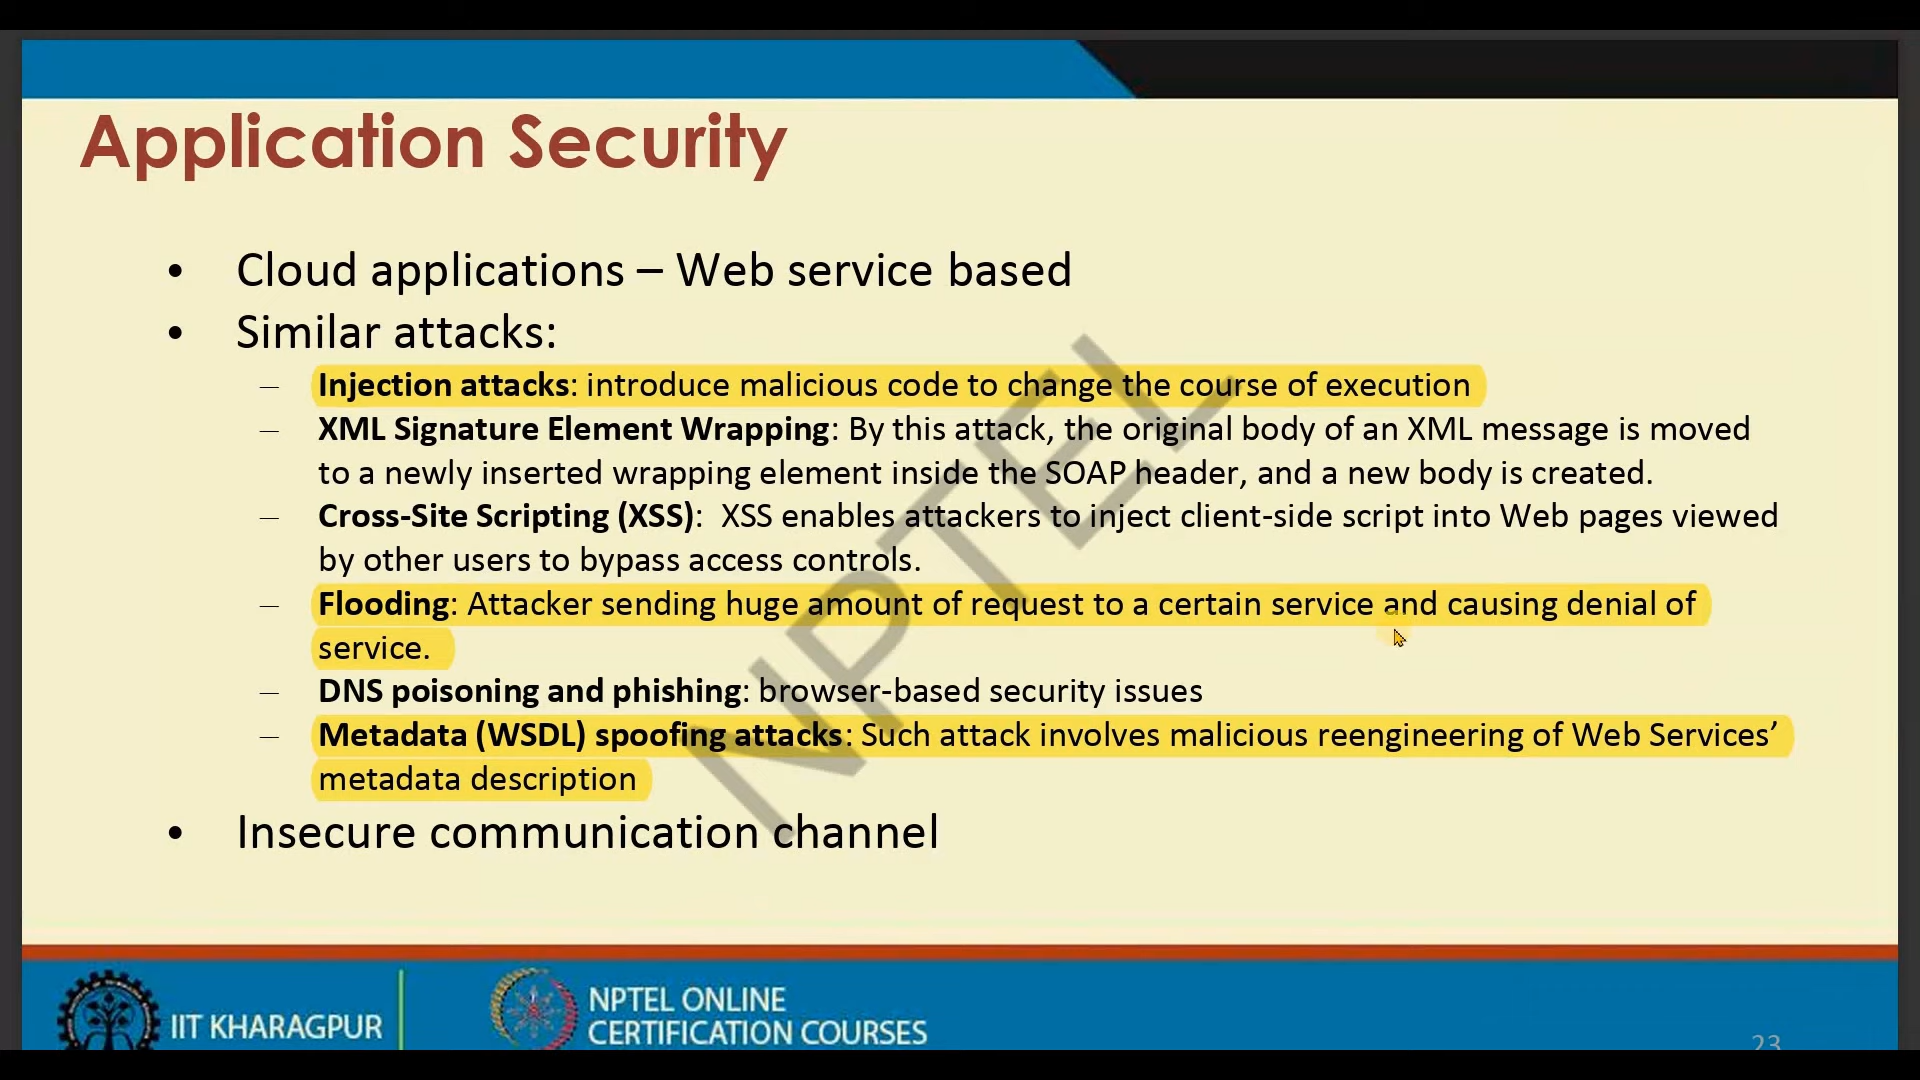 Application Security
• Cloud applications – Web service based
• Similar attacks:
– Injection attacks: introduce malicious code to change the course of execution
– XML Signature Element Wrapping: By this attack, the original body of an XML message is moved
to a newly inserted wrapping element inside the SOAP header, and a new body is created.
– Cross-Site Scripting (XSS):  XSS enables attackers to inject client-side script into Web pages viewed
by other users to bypass access controls.
– Flooding: Attacker sending huge amount of request to a certain service and causing denial of
service.
– DNS poisoning and phishing: browser-based security issues
– Metadata (WSDL) spoofing attacks: Such attack involves malicious reengineering of Web Services’
metadata description
• Insecure communication channel
NPTEL
IIT KHARAGPUR
NPTEL ONLINE
CERTIFICATION COURSES
23